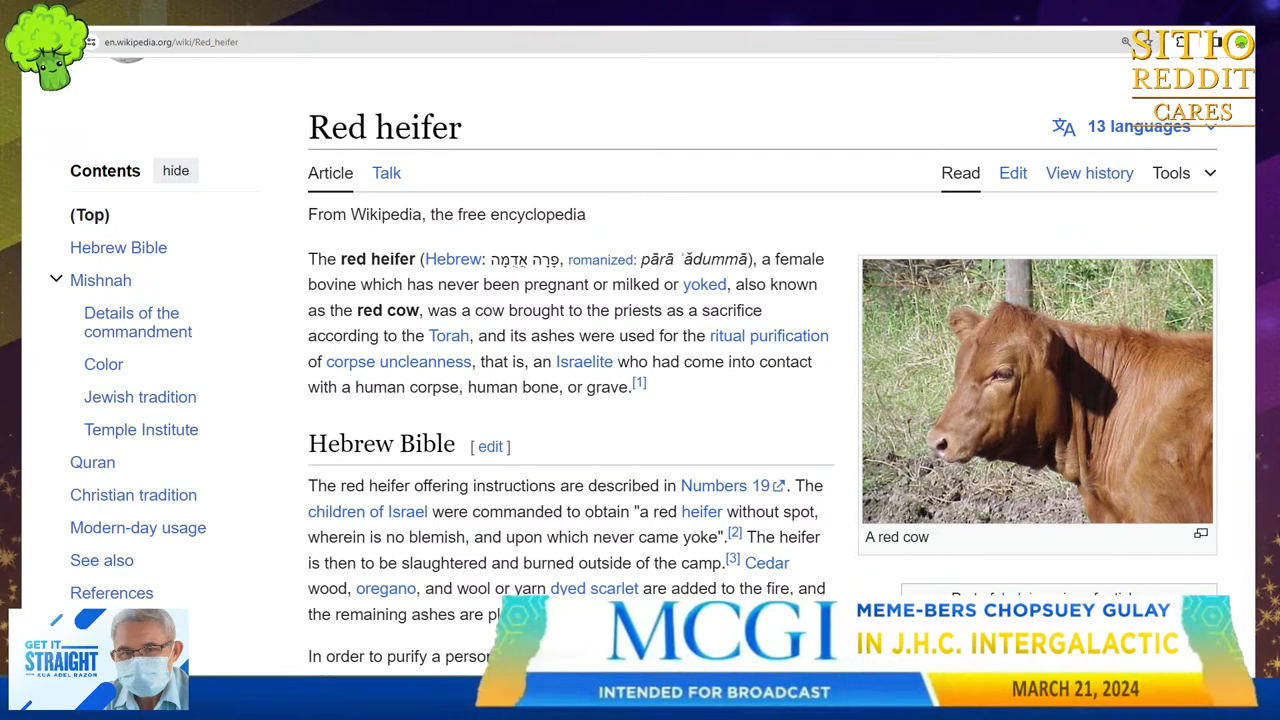 en.wikipedia.org/wiki/Red_heifer
SITIO
REDDIT
CARES
Red heifer
13 languages
Contents
hide
Article
Talk
Read
Edit
View history
Tools
(Top)
From Wikipedia, the free encyclopedia
Hebrew Bible
Mishnah
Details of the
commandment
Color
Jewish tradition
Temple Institute
Quran
Christian tradition
Modern-day usage
See also
References
The red heifer (Hebrew: פָרָה אֲדֻמָּה, romanized: pārā ʾăḏummā), a female
bovine which has never been pregnant or milked or yoked, also known
as the red cow, was a cow brought to the priests as a sacrifice
according to the Torah, and its ashes were used for the ritual purification
of corpse uncleanness, that is, an Israelite who had come into contact
with a human corpse, human bone, or grave.[1]
Hebrew Bible [ edit ]
The red heifer offering instructions are described in Numbers 19. The
children of Israel were commanded to obtain "a red heifer without spot,
wherein is no blemish, and upon which never came yoke".[2] The heifer
is then to be slaughtered and burned outside of the camp.[3] Cedar
wood, oregano, and wool or yarn dyed scarlet are added to the fire, and
the remaining ashes are
In order to purify a
A red cow
GET IT
STRAIGHT
WITH KUA ADEL RAZON
MCGI
MEME-BERS CHOPSUEY GULAY
IN J.H.C. INTERGALACTIC
INTENDED FOR BROADCAST
MARCH 21, 2024